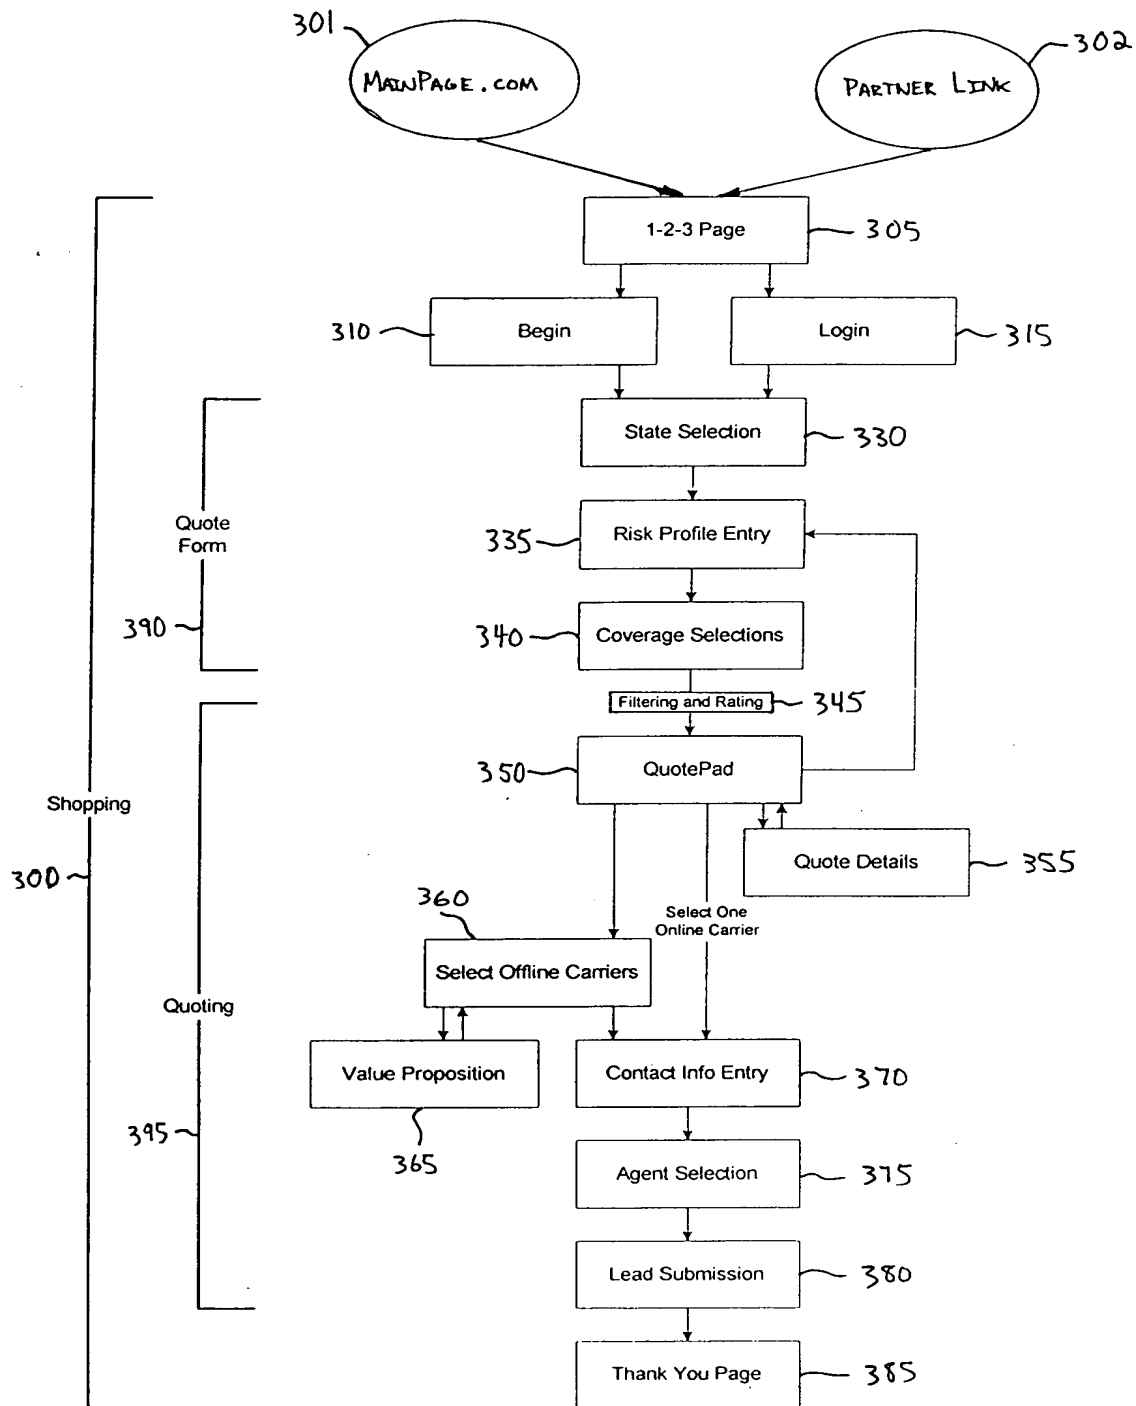 301
302
MAINPAGE.COM
PARTNER LINK
1-2-3 Page
305
310
Begin
Login
315
State Selection
330
Quote
Form
335
Risk Profile Entry
390
340
Coverage Selections
Filtering and Rating
345
350
QuotePad
Shopping
300
Quote Details
355
360
Select One
Online Carrier
Select Offline Carriers
Quoting
Value Proposition
Contact Info Entry
370
395
365
Agent Selection
375
Lead Submission
380
Thank You Page
385